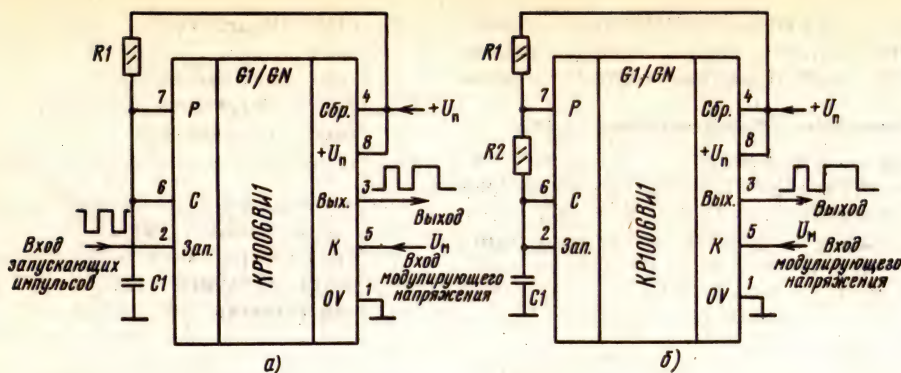 R1
G1/GN
7
P
Сбр.
4
+Uп
+Uп
8
6
C
Вых.
3
Выход
2
Зап.
Вход
запускающих
импульсов
C1
КР1006ВИ1
K
5
Uм
Вход
модулирующего
напряжения
OV
1
а)
R1
G1/GN
7
P
Сбр.
4
+Uп
+Uп
8
R2
6
C
Вых.
3
Выход
2
Зап.
C1
КР1006ВИ1
K
5
Uм
Вход
модулирующего
напряжения
OV
1
б)